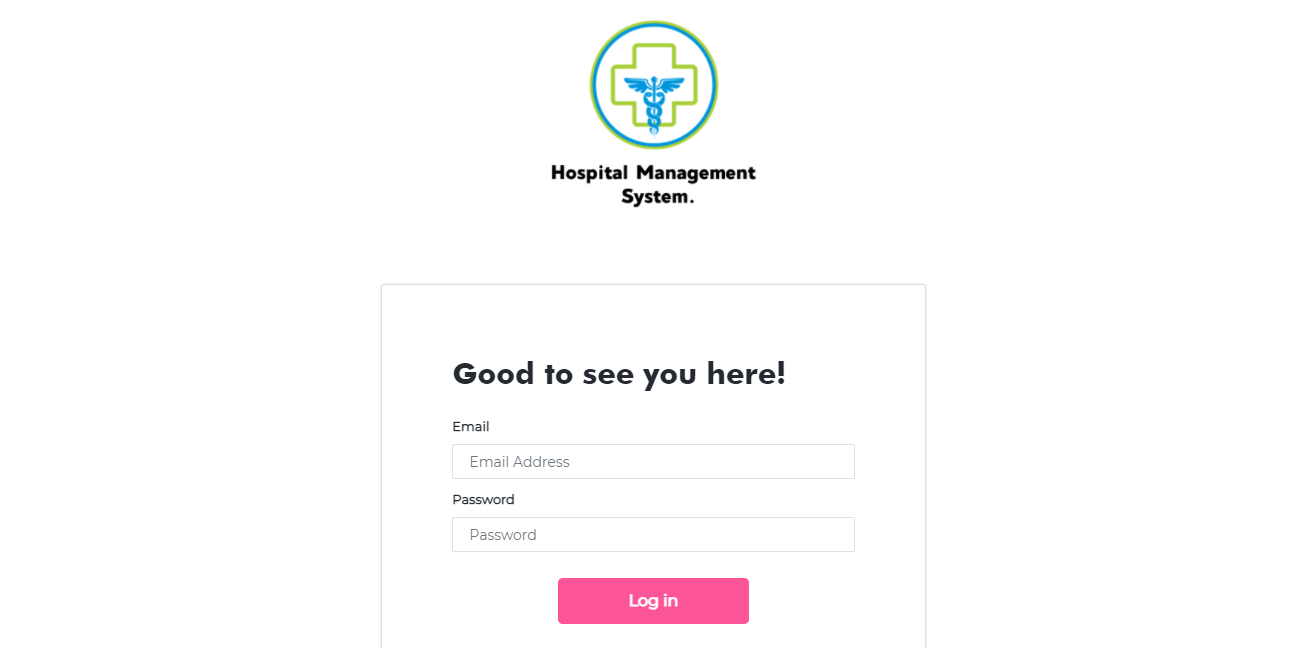 Hospital Management
System.
Good to see you here!
Email
Email Address
Password
Password
Log in